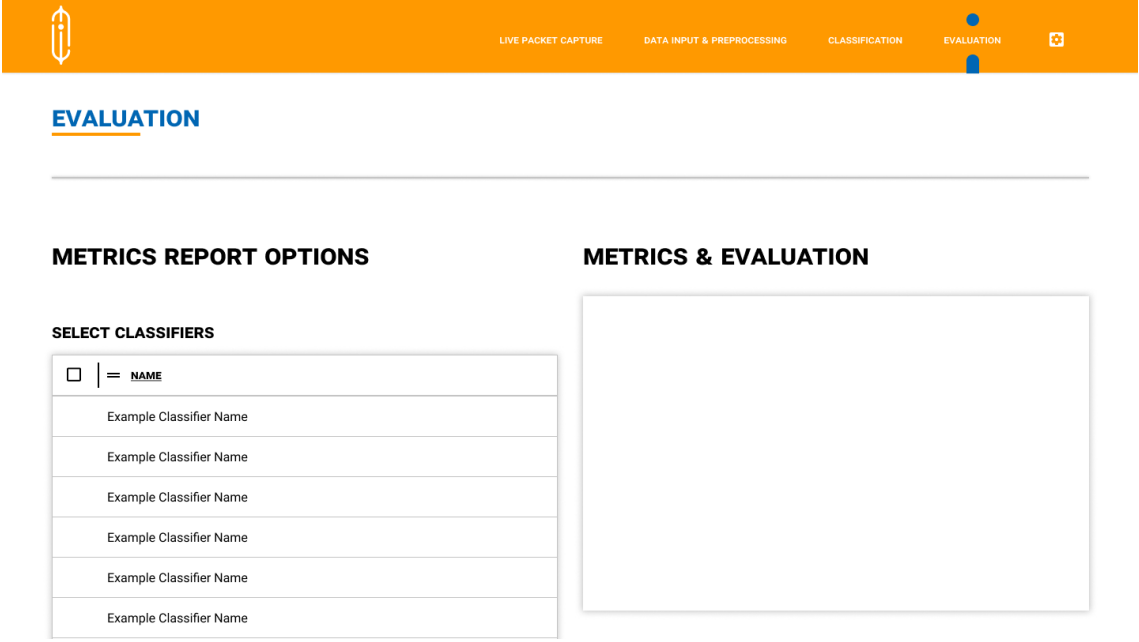 LIVE PACKET CAPTURE
DATA INPUT & PREPROCESSING
CLASSIFICATION
EVALUATION
EVALUATION
METRICS REPORT OPTIONS
METRICS & EVALUATION
SELECT CLASSIFIERS
NAME
Example Classifier Name
Example Classifier Name
Example Classifier Name
Example Classifier Name
Example Classifier Name
Example Classifier Name